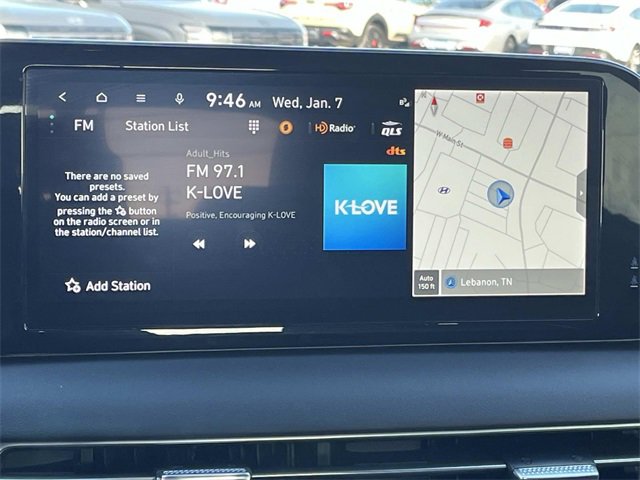 9:46 AM Wed, Jan. 7
FM Station List HD Radio QLS
dts
There are no saved
presets.
You can add a preset by
pressing the button
on the radio screen or in
the station/channel list.
Add Station
Adult_Hits
FM 97.1
K-LOVE
Positive, Encouraging K-LOVE
K-LOVE
W Main St
Auto
150 ft
Lebanon, TN